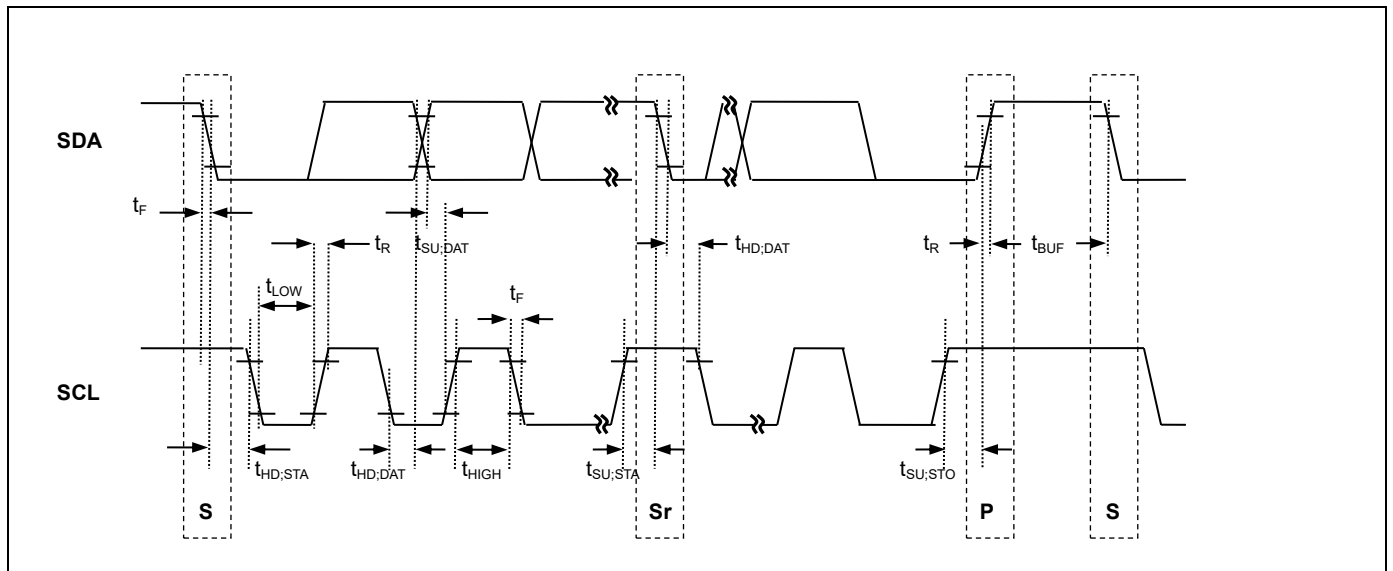 SDA
tF
tR
tSU;DAT
tHD;DAT
tR
tBUF
tLOW
tF
SCL
tHD;STA
tHD;DAT
tHIGH
tSU;STA
tSU;STO
S
Sr
P
S